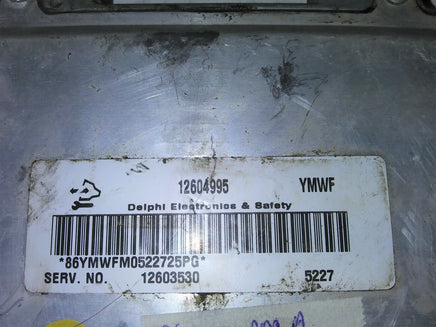 12604995 YMWF
Delphi Electronics & Safety
*86YMWFM0522725PG*
SERV. NO. 12603530 5227